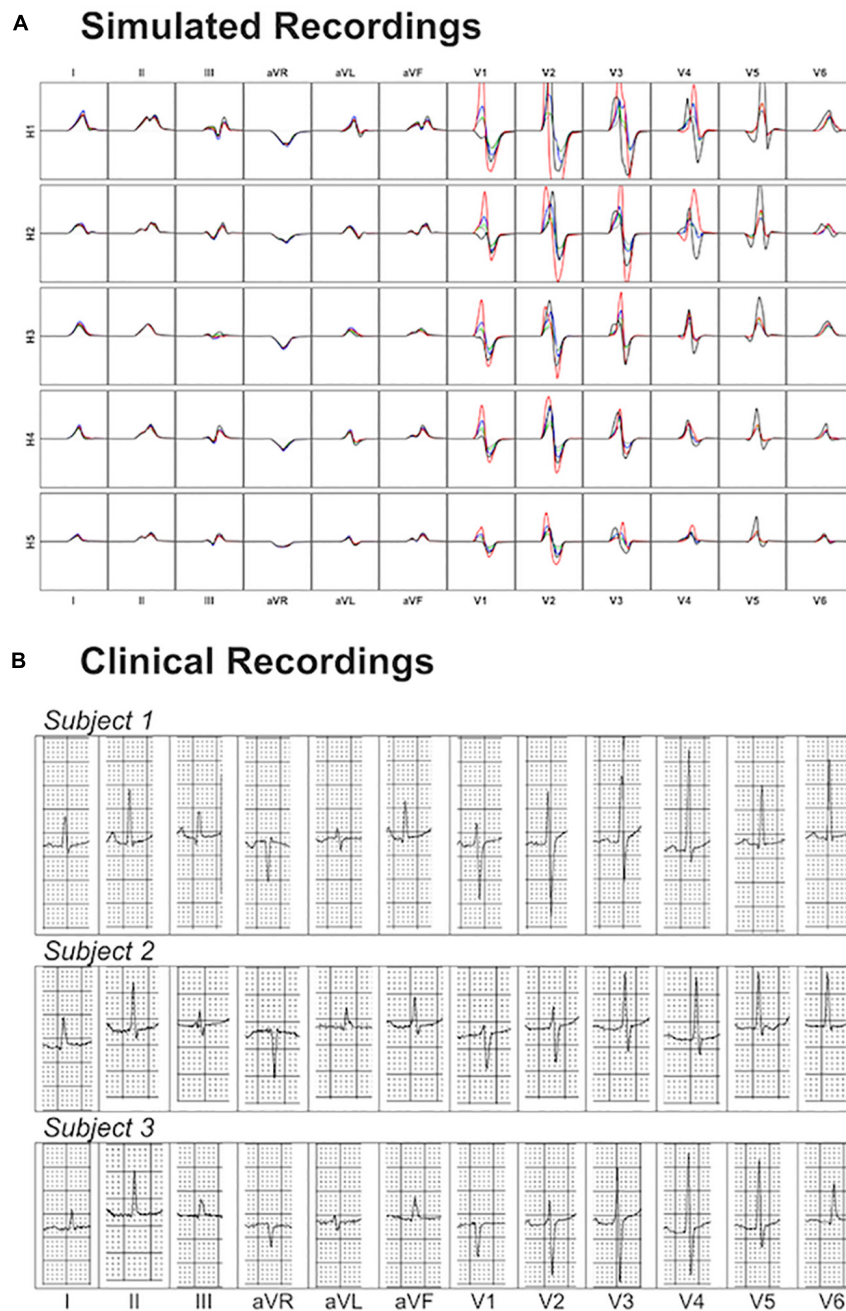 A Simulated Recordings
I II III aVR aVL aVF V1 V2 V3 V4 V5 V6
H1
H2
H3
H4
H5
I II III aVR aVL aVF V1 V2 V3 V4 V5 V6
B Clinical Recordings
Subject 1
Subject 2
Subject 3
I II III aVR aVL aVF V1 V2 V3 V4 V5 V6